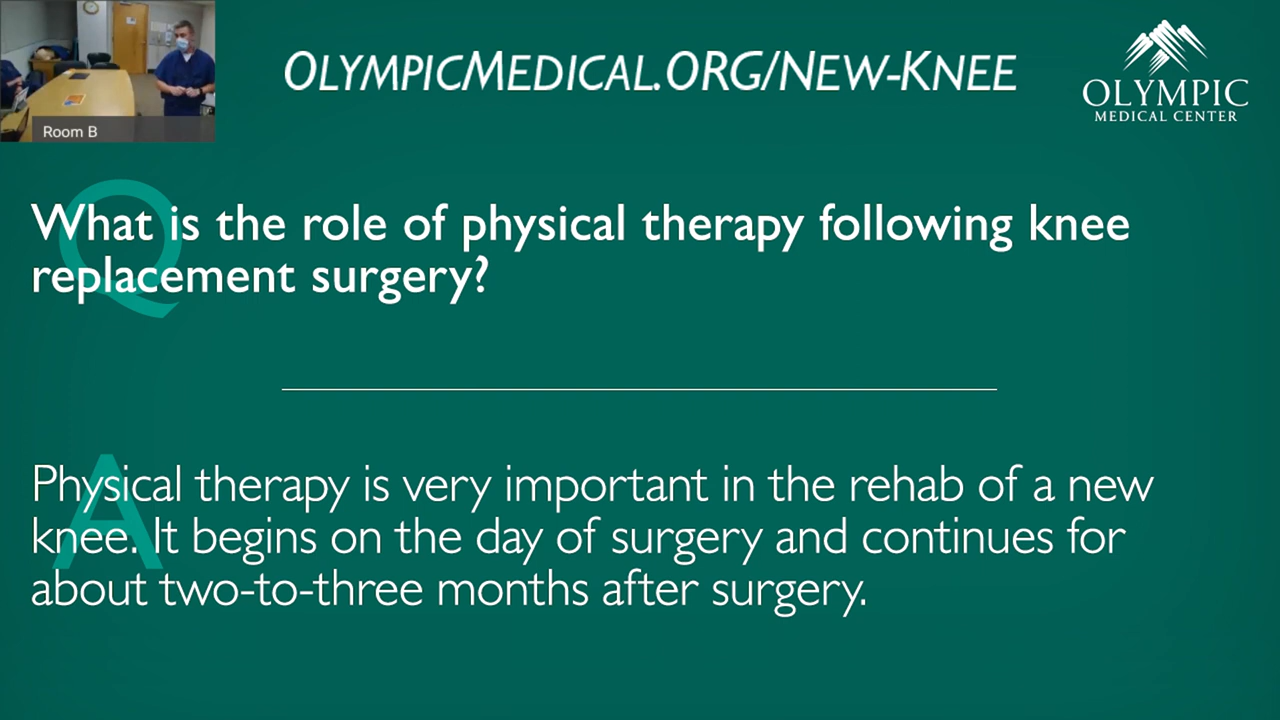 OLYMPICMEDICAL.ORG/NEW-KNEE
OLYMPIC
MEDICAL CENTER
Room B
Q
What is the role of physical therapy following knee
replacement surgery?
A
Physical therapy is very important in the rehab of a new
knee. It begins on the day of surgery and continues for
about two-to-three months after surgery.